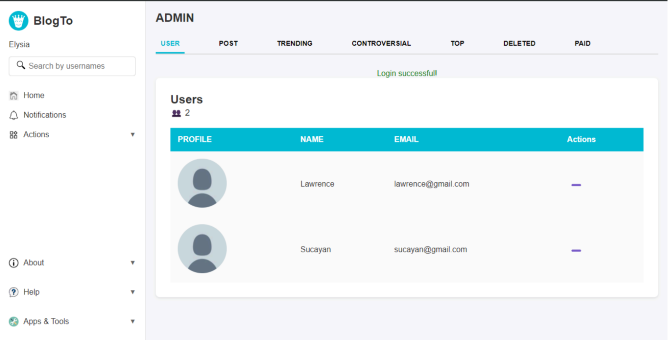 BlogTo
Elysia
Search by usernames
Home
Notifications
Actions
About
Help
Apps & Tools
ADMIN
USER POST TRENDING CONTROVERSIAL TOP DELETED PAID
Login successfull
Users
2
PROFILE NAME EMAIL Actions
Lawrence lawrence@gmail.com
Sucayan sucayan@gmail.com